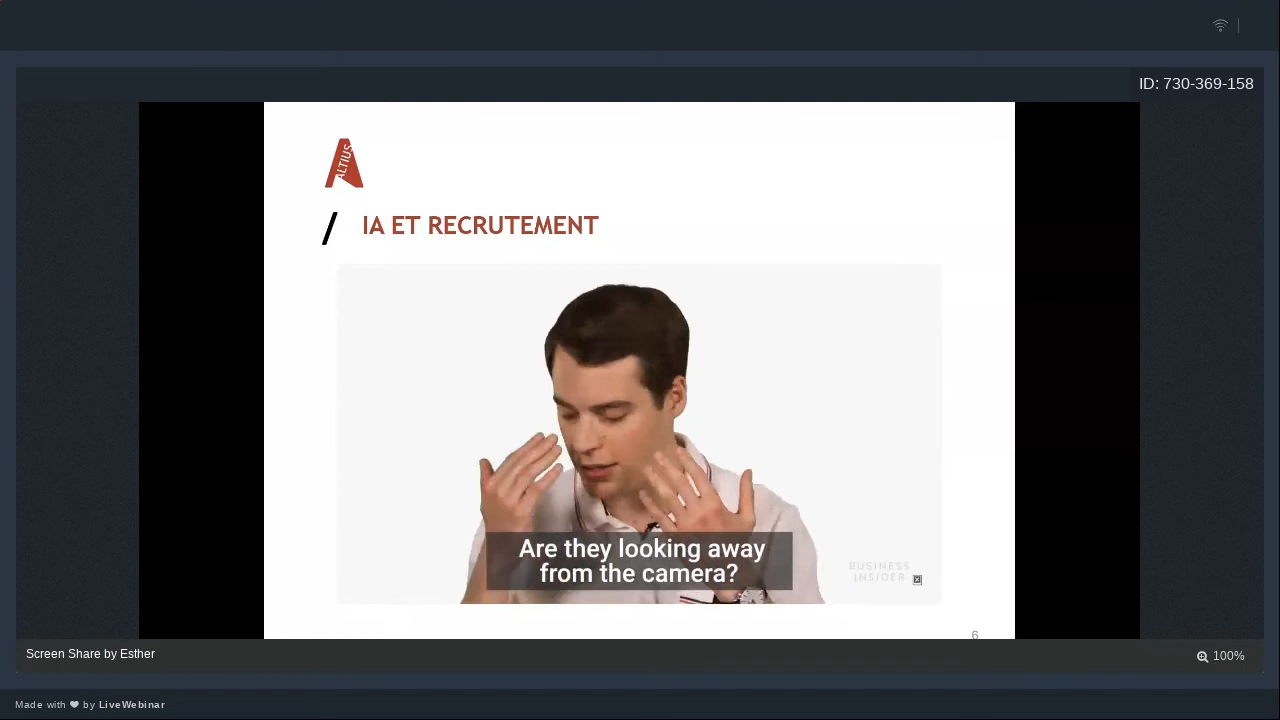 ID: 730-369-158
ALTIUS
/ IA ET RECRUTEMENT
Are they looking away
from the camera?
BUSINESS
INSIDER
6
Screen Share by Esther
100%
Made with ❤ by LiveWebinar